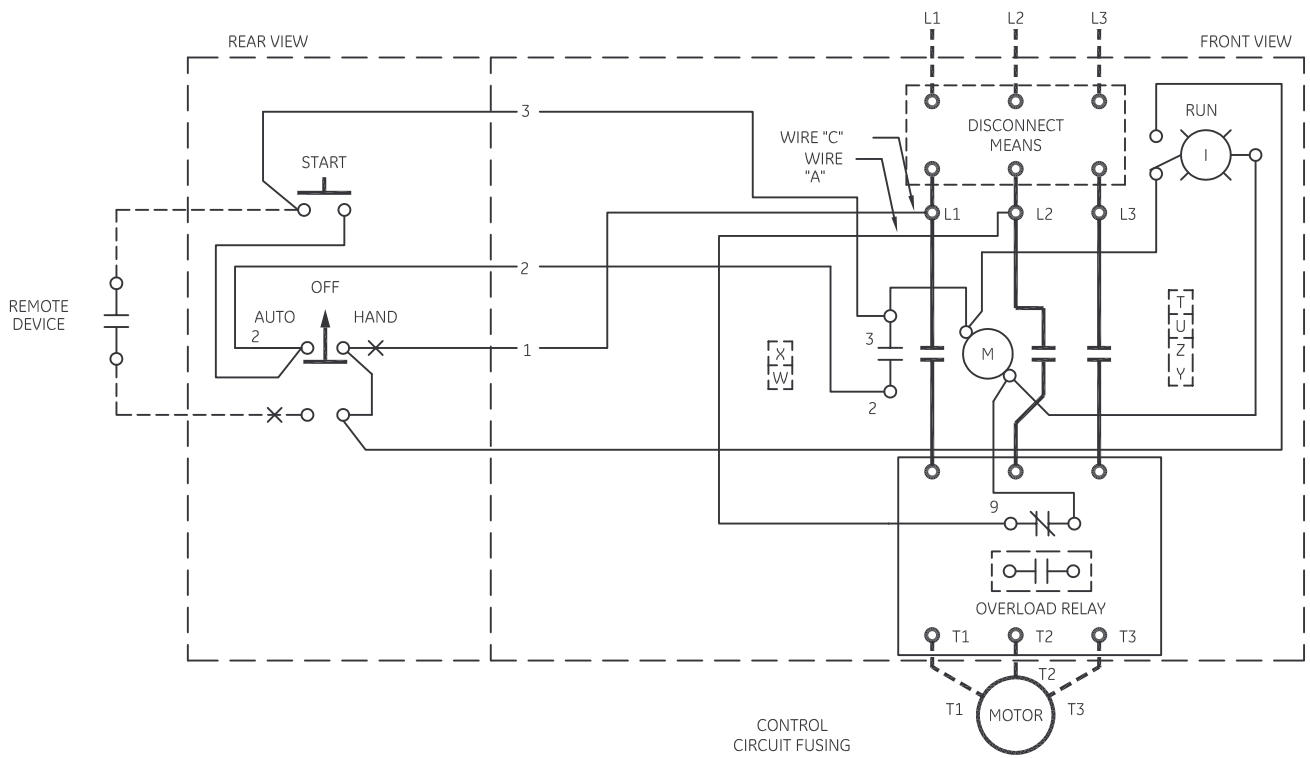 L1 L2 L3
REAR VIEW
FRONT VIEW
3
DISCONNECT
MEANS
RUN
I
WIRE "C"
WIRE
"A"
START
L1 L2 L3
2
OFF
AUTO
2
HAND
REMOTE
DEVICE
1
3
M
X
W
2
T
U
Z
Y
9
OVERLOAD RELAY
T1 T2 T3
T2
T1
MOTOR
T3
CONTROL
CIRCUIT FUSING